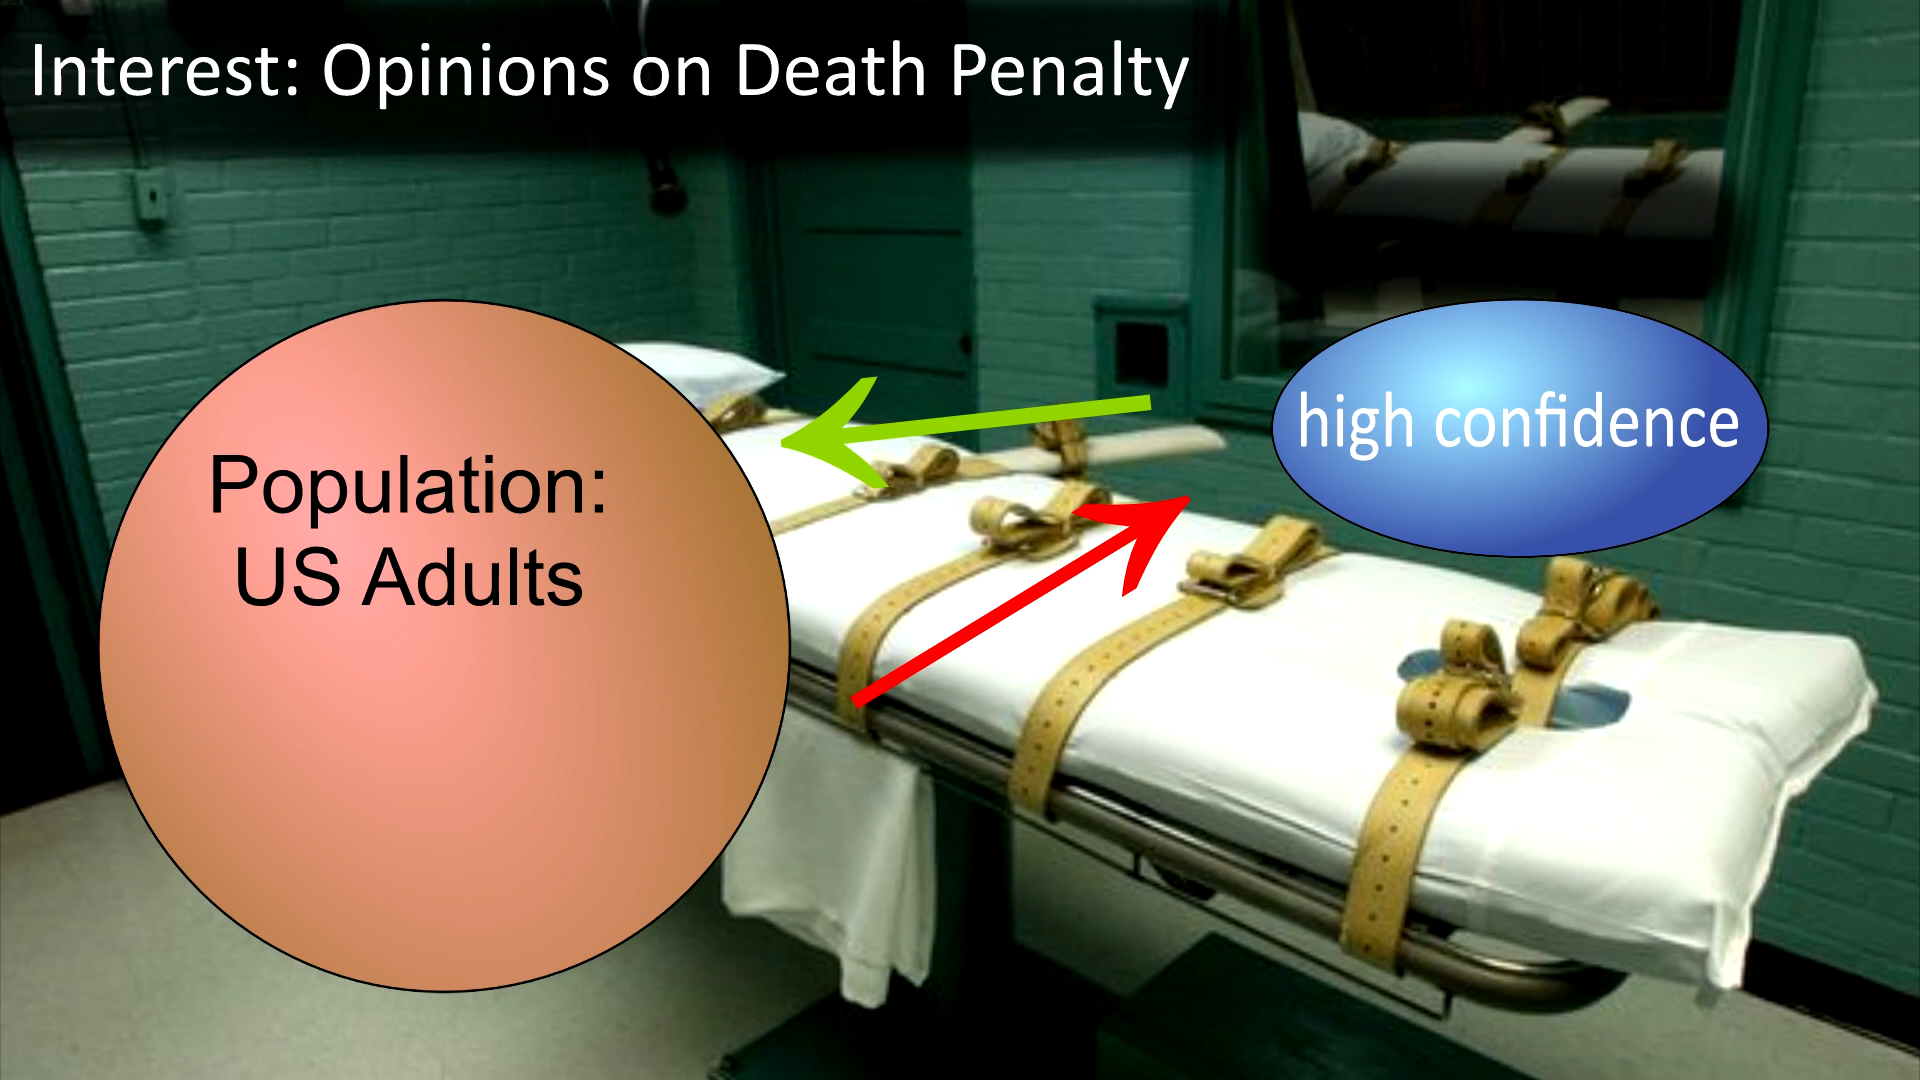 Interest: Opinions on Death Penalty
high confidence
Population:
US Adults